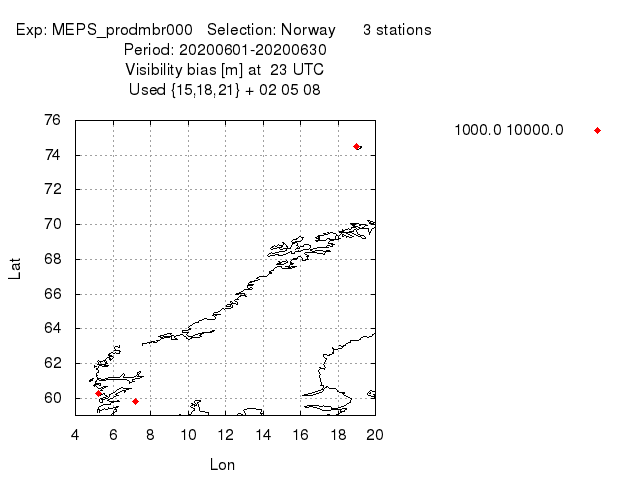 Exp: MEPS_prodmbr000 Selection: Norway 3 stations
Period: 20200601-20200630
Visibility bias [m] at 23 UTC
Used {15,18,21} + 02 05 08
1000.0 10000.0
76
74
72
70
68
66
64
62
60
4 6 8 10 12 14 16 18 20
Lat
Lon